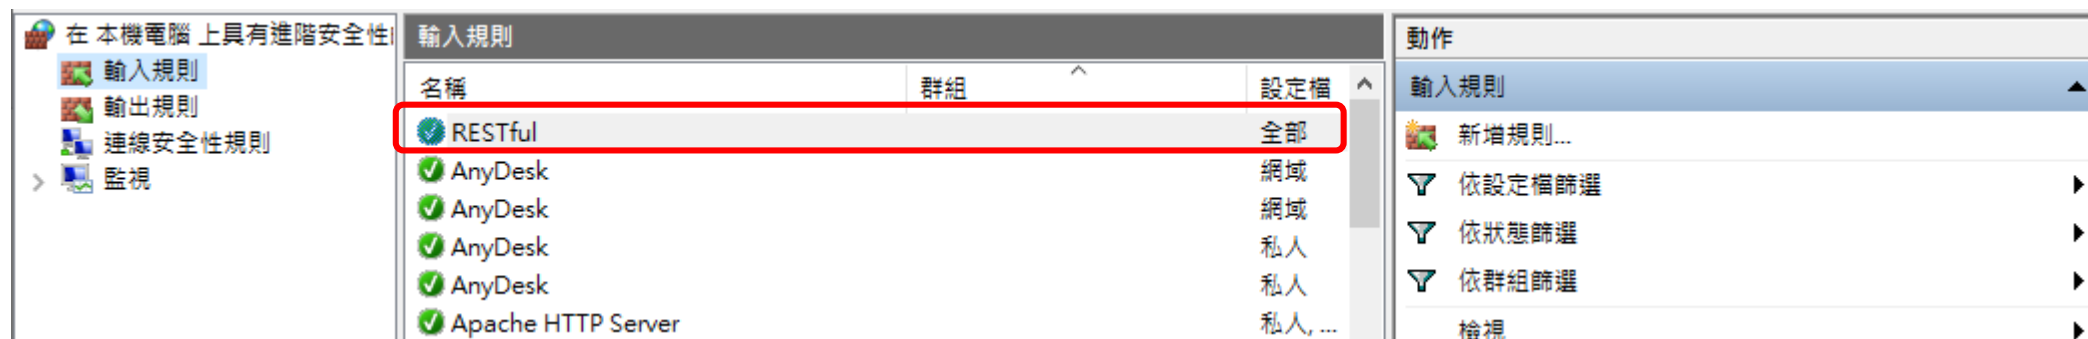 在 本機電腦 上具有進階安全性
輸入規則
輸出規則
連線安全性規則
監視
輸入規則
名稱 群組 設定檔
RESTful 全部
AnyDesk 網域
AnyDesk 網域
AnyDesk 私人
AnyDesk 私人
Apache HTTP Server 私人, ...
動作
輸入規則
新增規則...
依設定檔篩選
依狀態篩選
依群組篩選
檢視